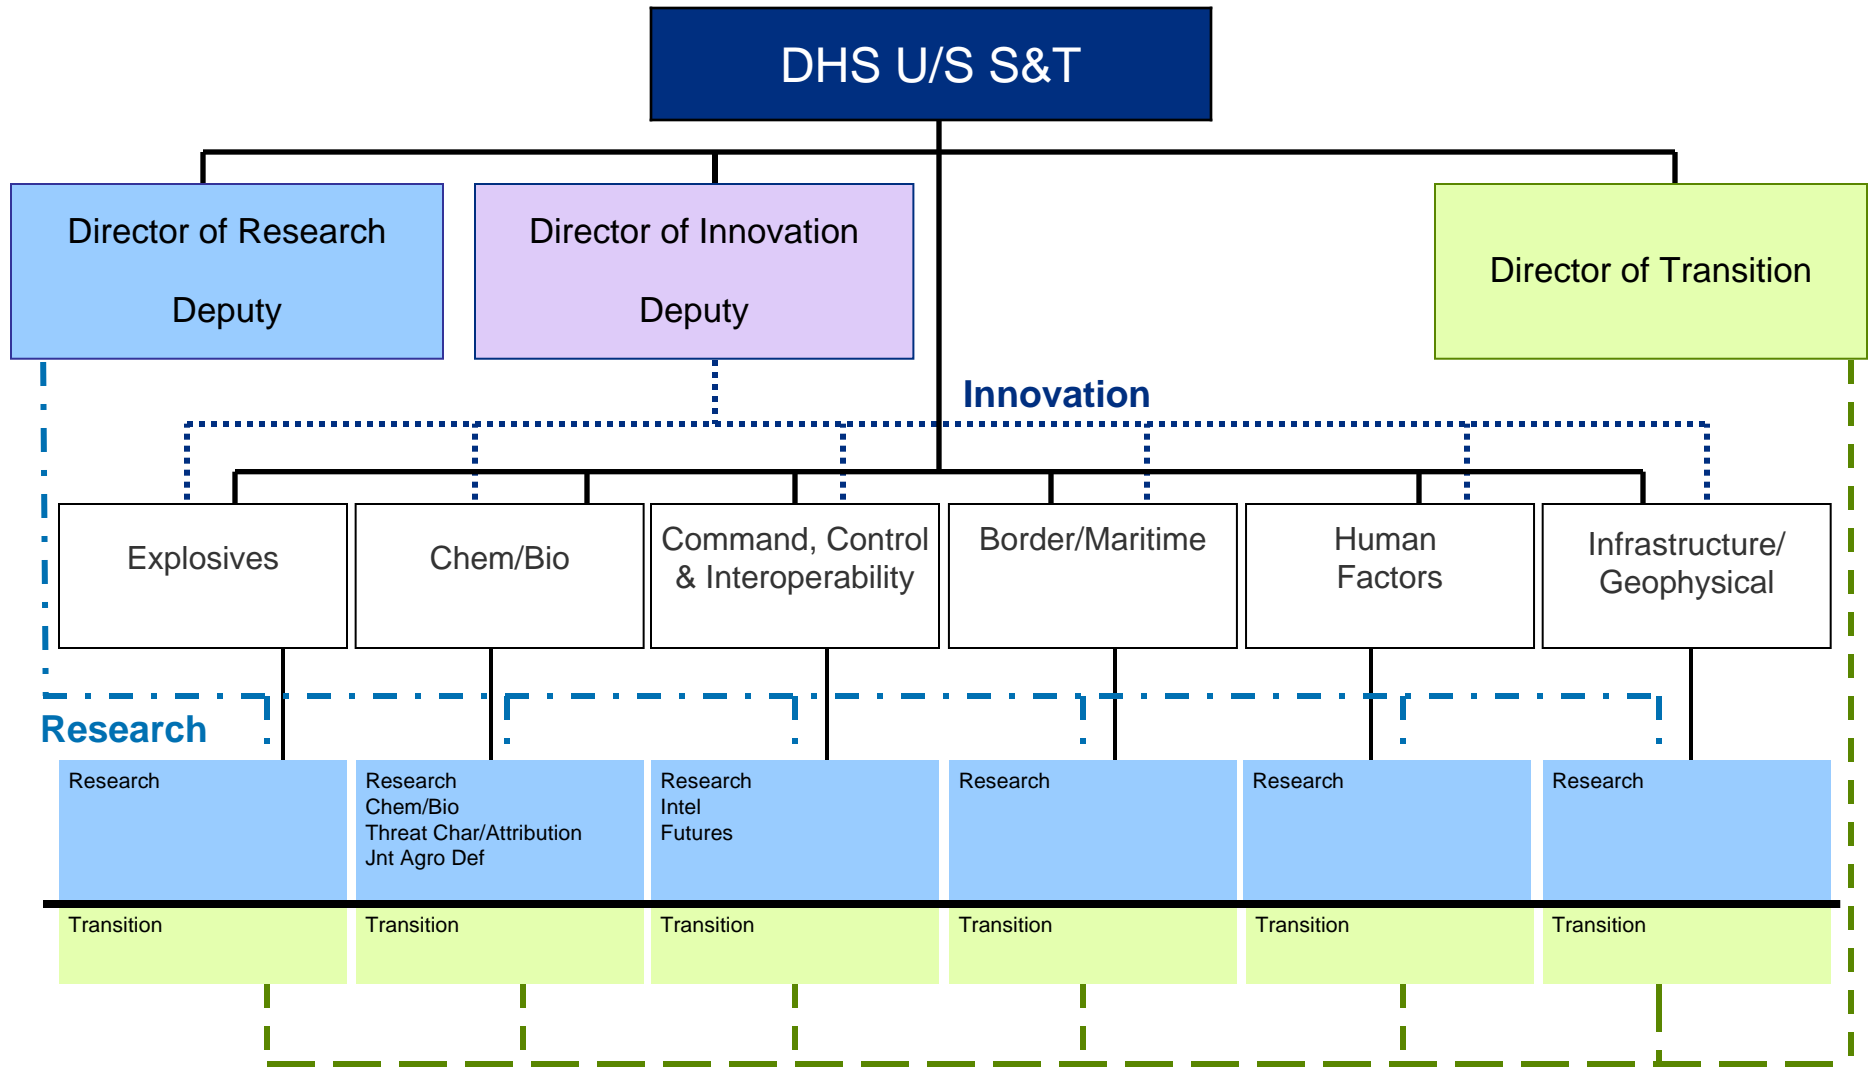 DHS U/S S&T
Director of Research
Deputy
Director of Innovation
Deputy
Director of Transition
Innovation
Explosives
Chem/Bio
Command, Control
& Interoperability
Border/Maritime
Human
Factors
Infrastructure/
Geophysical
Research
Research
Research
Chem/Bio
Threat Char/Attribution
Jnt Agro Def
Research
Intel
Futures
Research
Research
Research
Transition
Transition
Transition
Transition
Transition
Transition